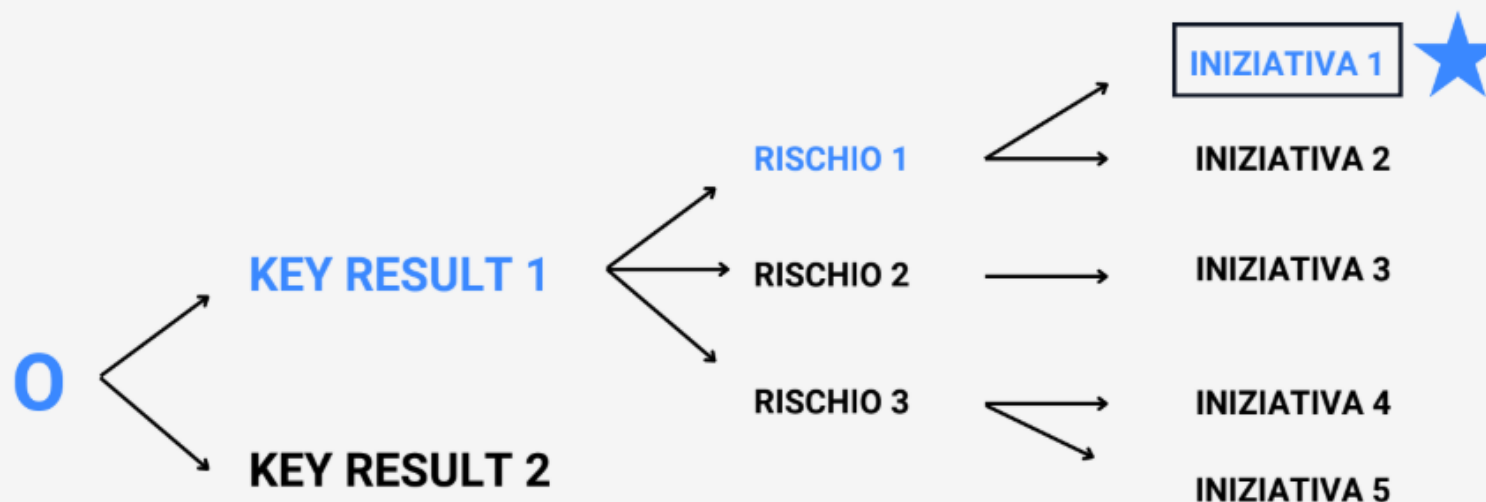 INIZIATIVA 1
RISCHIO 1
INIZIATIVA 2
KEY RESULT 1
RISCHIO 2
INIZIATIVA 3
O
RISCHIO 3
INIZIATIVA 4
KEY RESULT 2
INIZIATIVA 5